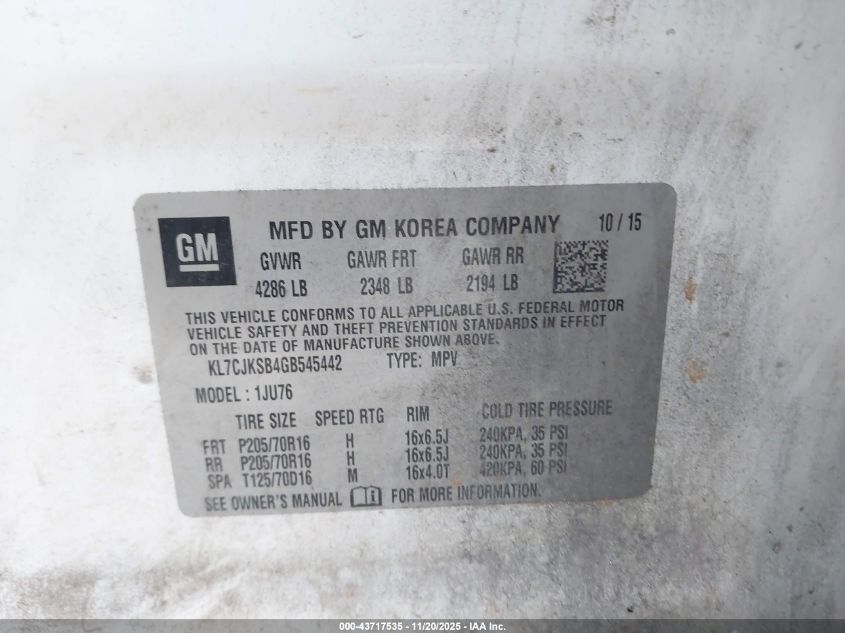 GM
MFD BY GM KOREA COMPANY 10 / 15
GVWR GAWR FRT GAWR RR
4286 LB 2348 LB 2194 LB
THIS VEHICLE CONFORMS TO ALL APPLICABLE U.S. FEDERAL MOTOR
VEHICLE SAFETY AND THEFT PREVENTION STANDARDS IN EFFECT
ON THE DATE OF MANUFACTURE SHOWN ABOVE.
KL7CJKSB4GB545442 TYPE: MPV
MODEL : 1JU76
TIRE SIZE SPEED RTG RIM COLD TIRE PRESSURE
FRT P205/70R16 H 16x6.5J 240KPA, 35 PSI
RR P205/70R16 H 16x6.5J 240KPA, 35 PSI
SPA T125/70D16 M 16x4.0T 420KPA, 60 PSI
SEE OWNER'S MANUAL FOR MORE INFORMATION.
000-43717535 - 11/20/2025 - IAA Inc.